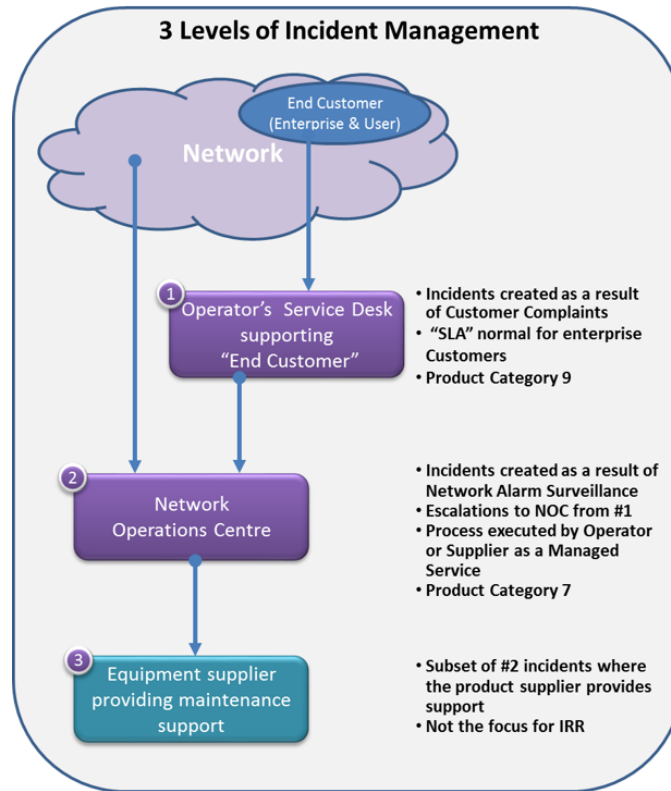 3 Levels of Incident Management
End Customer
(Enterprise & User)
Network
1
Operator’s Service Desk
supporting
“End Customer”
• Incidents created as a result
of Customer Complaints
• “SLA” normal for enterprise
Customers
• Product Category 9
2
Network
Operations Centre
• Incidents created as a result of
Network Alarm Surveillance
• Escalations to NOC from #1
• Process executed by Operator
or Supplier as a Managed
Service
• Product Category 7
3
Equipment supplier
providing maintenance
support
• Subset of #2 incidents where
the product supplier provides
support
• Not the focus for IRR